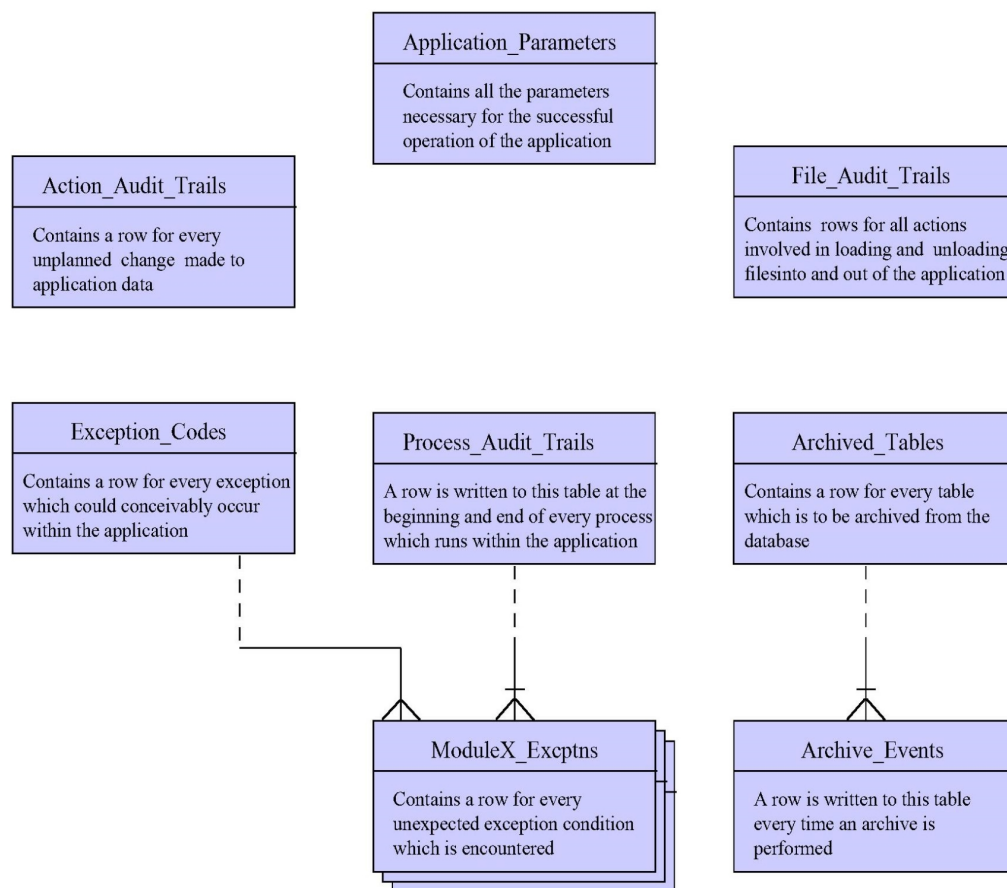 Application_Parameters
Contains all the parameters
necessary for the successful
operation of the application
Action_Audit_Trails
Contains a row for every
unplanned change made to
application data
File_Audit_Trails
Contains rows for all actions
involved in loading and unloading
filesinto and out of the application
Exception_Codes
Contains a row for every exception
which could conceivably occur
within the application
Process_Audit_Trails
A row is written to this table at the
beginning and end of every process
which runs within the application
Archived_Tables
Contains a row for every table
which is to be archived from the
database
ModuleX_Excptns
Contains a row for every
unexpected exception condition
which is encountered
Archive_Events
A row is written to this table
every time an archive is
performed